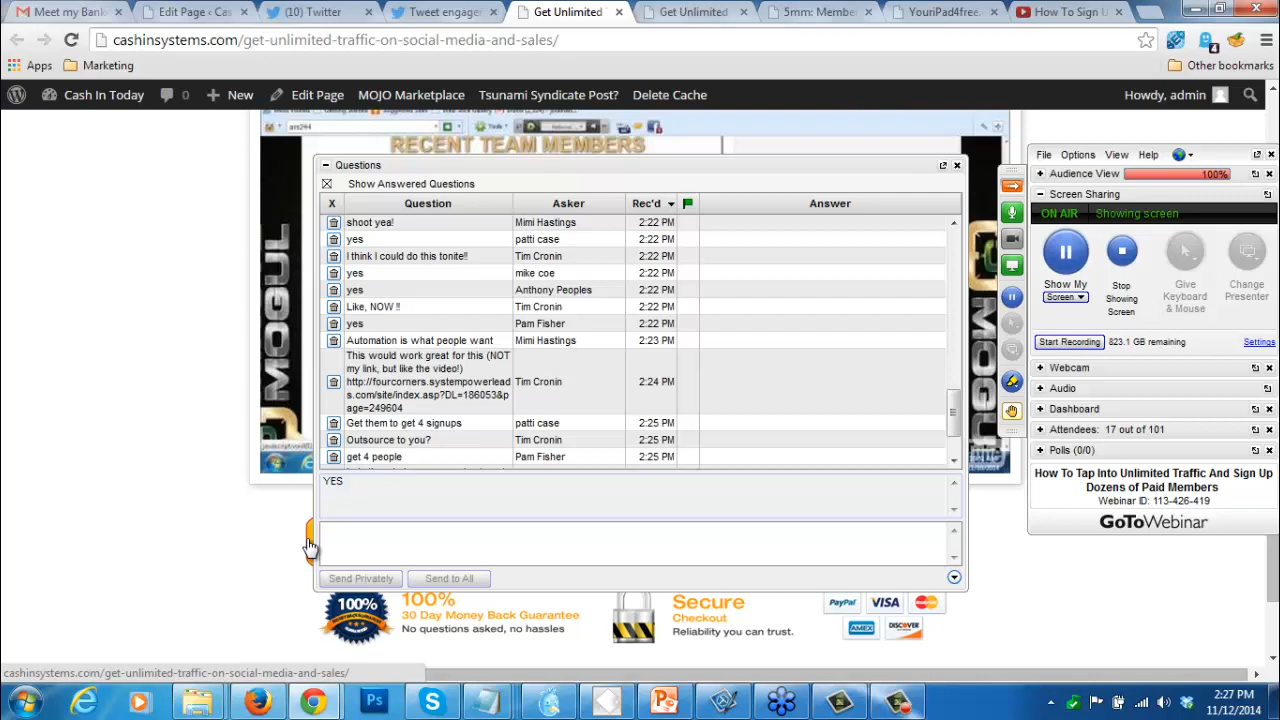 Meet my Bank
Edit Page ‹ Cas
(10) Twitter
Tweet engager
Get Unlimited
Get Unlimited
5mm: Membe
YouriPad4free.
How To Sign U
cashinsystems.com/get-unlimited-traffic-on-social-media-and-sales/
4
Apps
Marketing
Other bookmarks
Cash In Today
0
New
Edit Page
MOJO Marketplace
Tsunami Syndicate Post?
Delete Cache
Howdy, admin
Tools
RECENT TEAM MEMBERS
MOGUL
MOGUL
Questions
Show Answered Questions
X Question Asker Rec'd Answer
shoot yea! Mimi Hastings 2:22 PM
yes patti case 2:22 PM
I think I could do this tonite!! Tim Cronin 2:22 PM
yes mike coe 2:22 PM
yes Anthony Peoples 2:22 PM
Like, NOW !! Tim Cronin 2:22 PM
yes Pam Fisher 2:22 PM
Automation is what people want Mimi Hastings 2:23 PM
This would work great for this (NOT
my link, but like the video!)
http://fourcorners.systempowerlead Tim Cronin 2:24 PM
s.com/site/index.asp?DL=186053&p
age=249604
Get them to get 4 signups patti case 2:25 PM
Outsource to you? Tim Cronin 2:25 PM
get 4 people Pam Fisher 2:25 PM
YES
Send Privately
Send to All
File Options View Help
Audience View 100%
Screen Sharing
ON AIR Showing screen
Show My
Screen
Stop
Showing
Screen
Give
Keyboard
& Mouse
Change
Presenter
Start Recording 823.1 GB remaining Settings
Webcam
Audio
Dashboard
Attendees: 17 out of 101
Polls (0/0)
How To Tap Into Unlimited Traffic And Sign Up
Dozens of Paid Members
Webinar ID: 113-426-419
GoToWebinar
100%
100%
30 Day Money Back Guarantee
No questions asked, no hassles
Secure
Checkout
Reliability you can trust.
PayPal
VISA
MasterCard
AMEX
DISCOVER
cashinsystems.com/get-unlimited-traffic-on-social-media-and-sales/
Ps
2:27 PM
11/12/2014